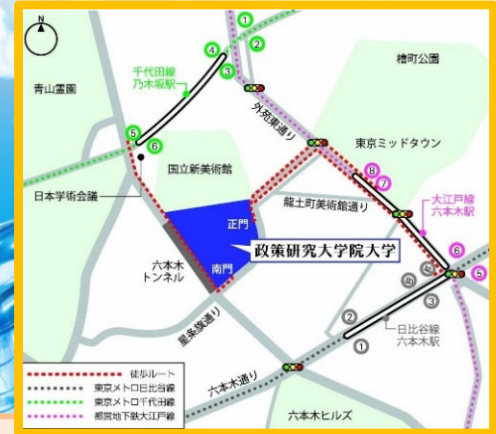 N
①
②
④
③
千代田線
乃木坂駅
檜町公園
青山霊園
外苑東通り
⑤
⑥
東京ミッドタウン
国立新美術館
日本学術会議
⑧
⑦
龍土町美術館通り
大江戸線
六本木駅
正門
政策研究大学院大学
六本木
トンネル
南門
⑥
⑤
4b
4a
③
星条旗通り
②
①
日比谷線
六本木駅
徒歩ルート
東京メトロ日比谷線
東京メトロ千代田線
都営地下鉄大江戸線
六本木通り
六本木ヒルズ